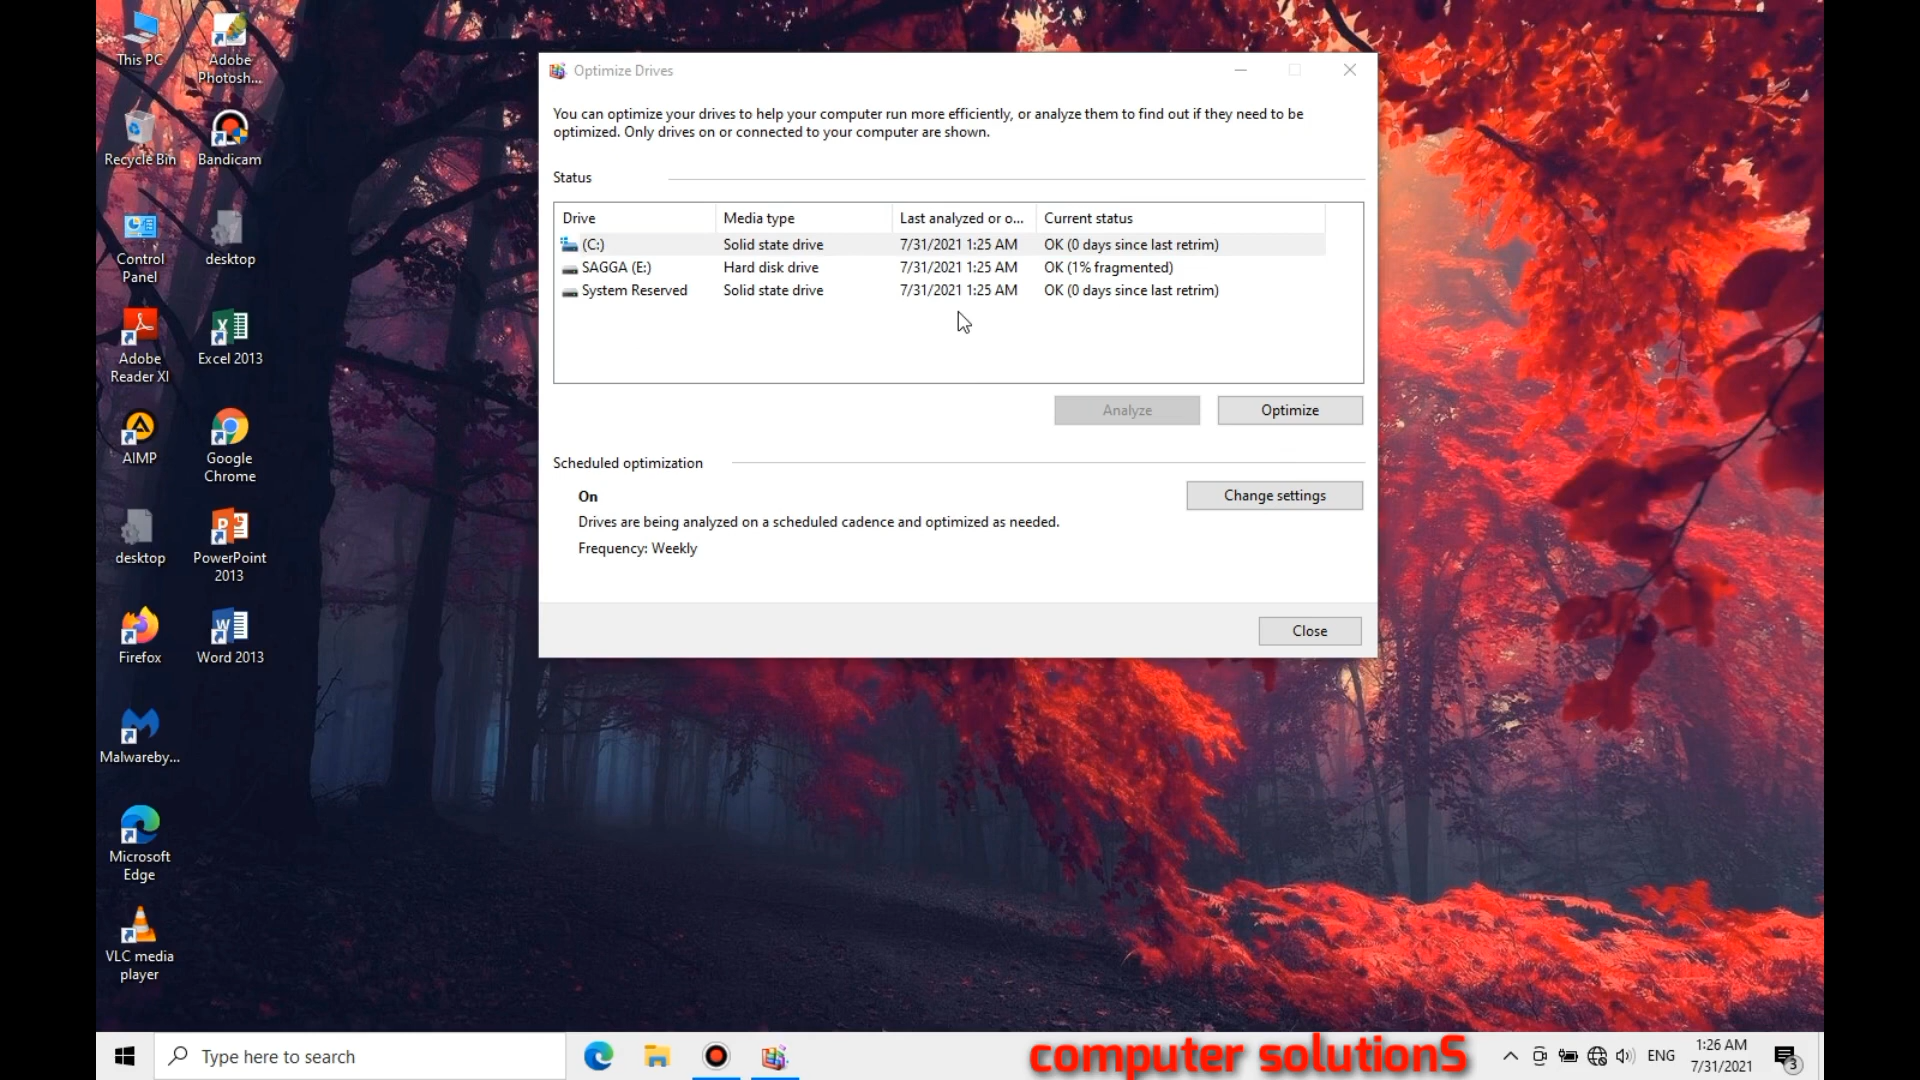 This PC
Adobe
Photosh...
Recycle Bin
Bandicam
Control
Panel
desktop
Adobe
Reader XI
Excel 2013
AIMP
Google
Chrome
desktop
PowerPoint
2013
Firefox
Word 2013
Malwareby...
Microsoft
Edge
VLC media
player
Optimize Drives
You can optimize your drives to help your computer run more efficiently, or analyze them to find out if they need to be
optimized. Only drives on or connected to your computer are shown.
Status
Drive Media type Last analyzed or o... Current status
(C:) Solid state drive 7/31/2021 1:25 AM OK (0 days since last retrim)
SAGGA (E:) Hard disk drive 7/31/2021 1:25 AM OK (1% fragmented)
System Reserved Solid state drive 7/31/2021 1:25 AM OK (0 days since last retrim)
Analyze Optimize
Scheduled optimization
On Change settings
Drives are being analyzed on a scheduled cadence and optimized as needed.
Frequency: Weekly
Close
Type here to search
computer solutionS
ENG
1:26 AM
7/31/2021
3